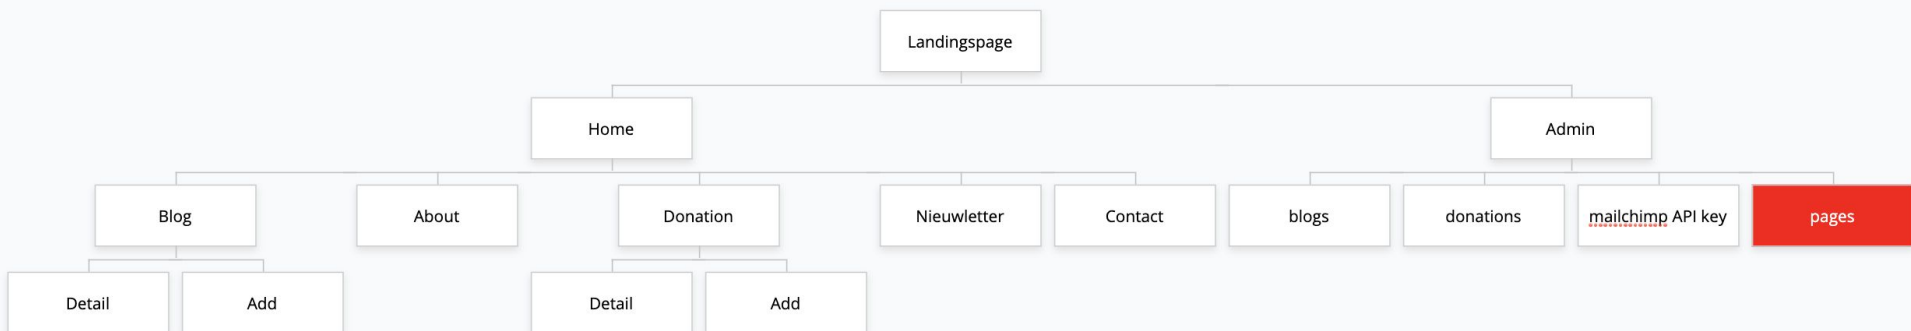 Landingspage
Home
Admin
Blog
About
Donation
Nieuwletter
Contact
blogs
donations
mailchimp API key
pages
Detail
Add
Detail
Add